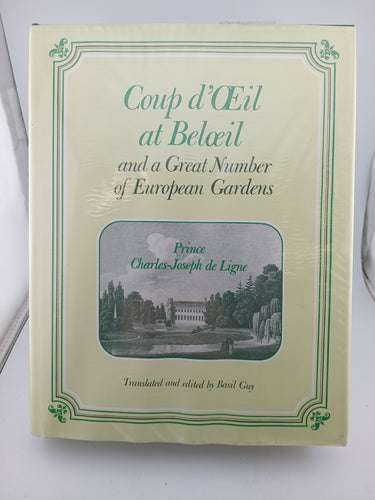 Coup d'Œil
at Belœil
and a Great Number
of European Gardens
Prince
Charles-Joseph de Ligne
Translated and edited by Basil Guy